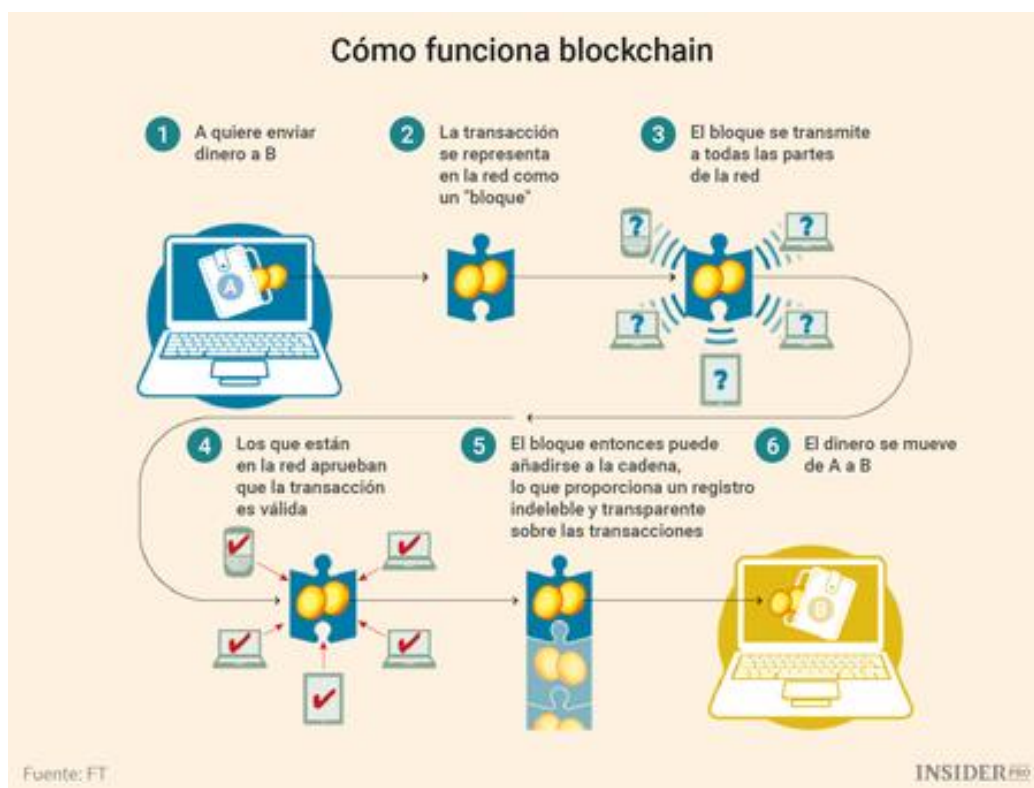 Cómo funciona blockchain
1 A quiere enviar
dinero a B
2 La transacción
se representa
en la red como
un "bloque"
3 El bloque se transmite
a todas las partes
de la red
A
?
?
?
?
?
4 Los que están
en la red aprueban
que la transacción
es válida
5 El bloque entonces puede
añadirse a la cadena,
lo que proporciona un registro
indeleble y transparente
sobre las transacciones
6 El dinero se mueve
de A a B
B
Fuente: FT
INSIDER PRO